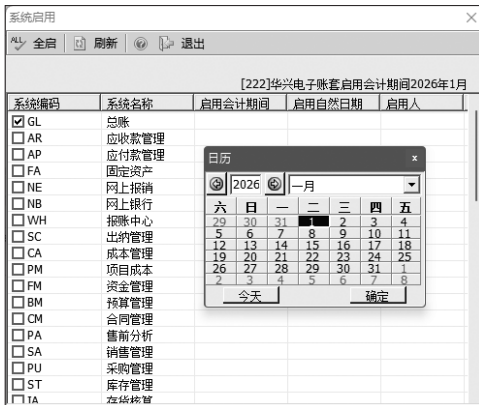 系统启用
ALL 全启 刷新 退出
[222]华兴电子账套启用会计期间2026年1月
系统编码 系统名称 启用会计期间 启用自然日期 启用人
GL 总账
AR 应收款管理
AP 应付款管理
FA 固定资产
NE 网上报销
NB 网上银行
WH 报账中心
SC 出纳管理
CA 成本管理
PM 项目成本
FM 资金管理
BM 预算管理
CM 合同管理
PA 售前分析
SA 销售管理
PU 采购管理
ST 库存管理
IA 存货核算
日历 x
2026 一月
六 日 一 二 三 四 五
29 30 31 1 2 3 4
5 6 7 8 9 10 11
12 13 14 15 16 17 18
19 20 21 22 23 24 25
26 27 28 29 30 31 1
2 3 4 5 6 7 8
今天 确定